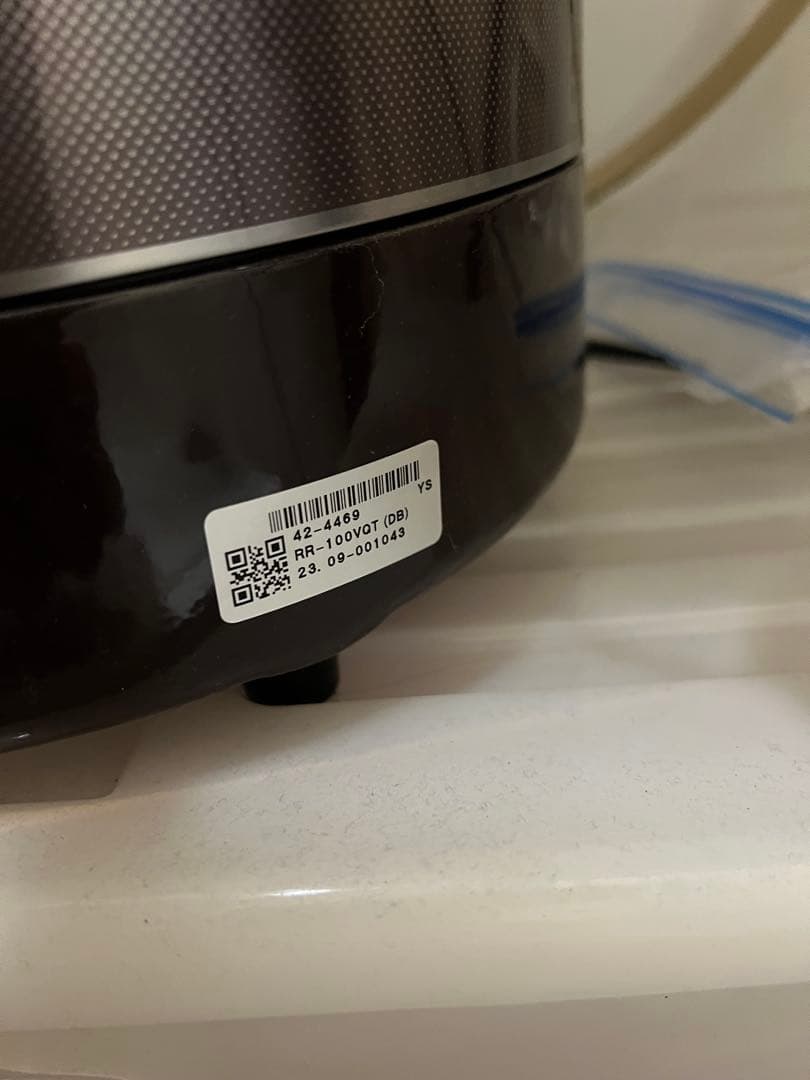 YS
42-4469
RR-100VQT (DB)
23. 09-001043